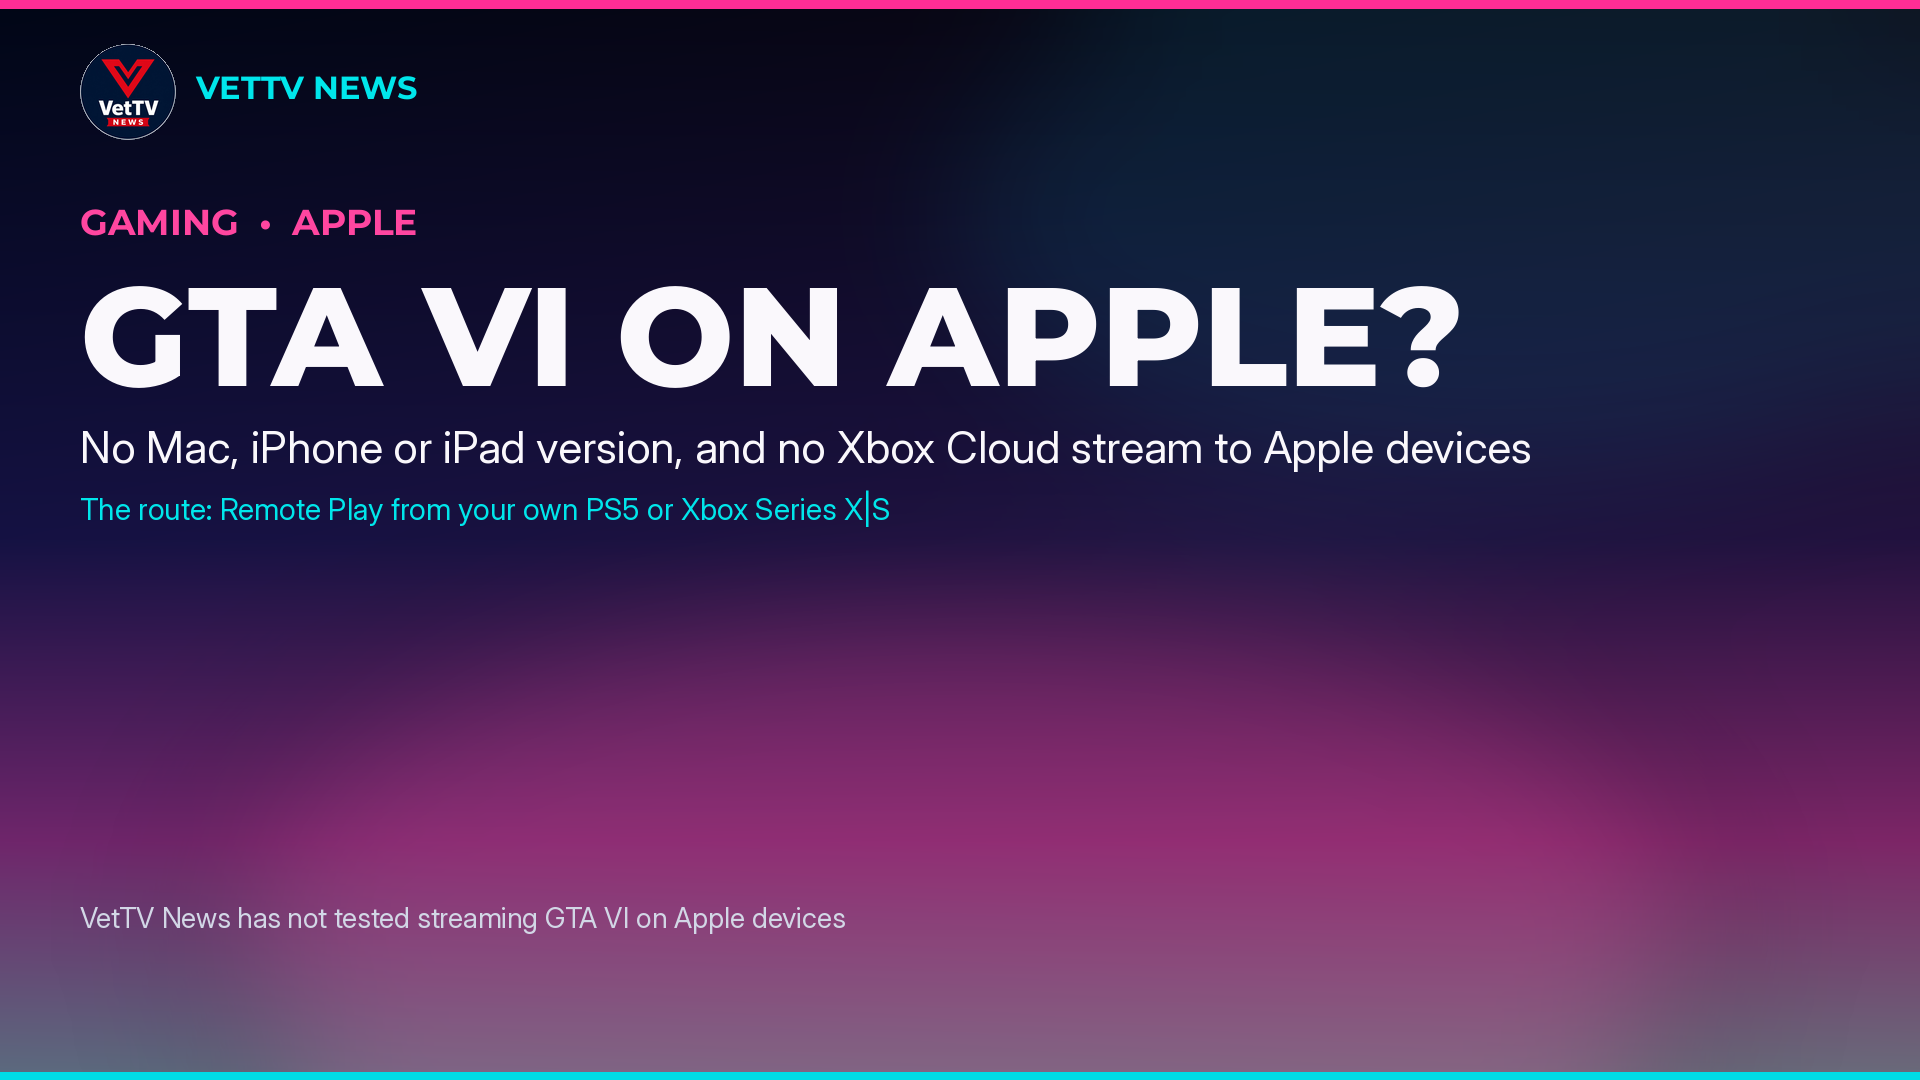 VetTV
NEWS
VETTV NEWS
GAMING • APPLE
GTA VI ON APPLE?
No Mac, iPhone or iPad version, and no Xbox Cloud stream to Apple devices
The route: Remote Play from your own PS5 or Xbox Series X|S
VetTV News has not tested streaming GTA VI on Apple devices